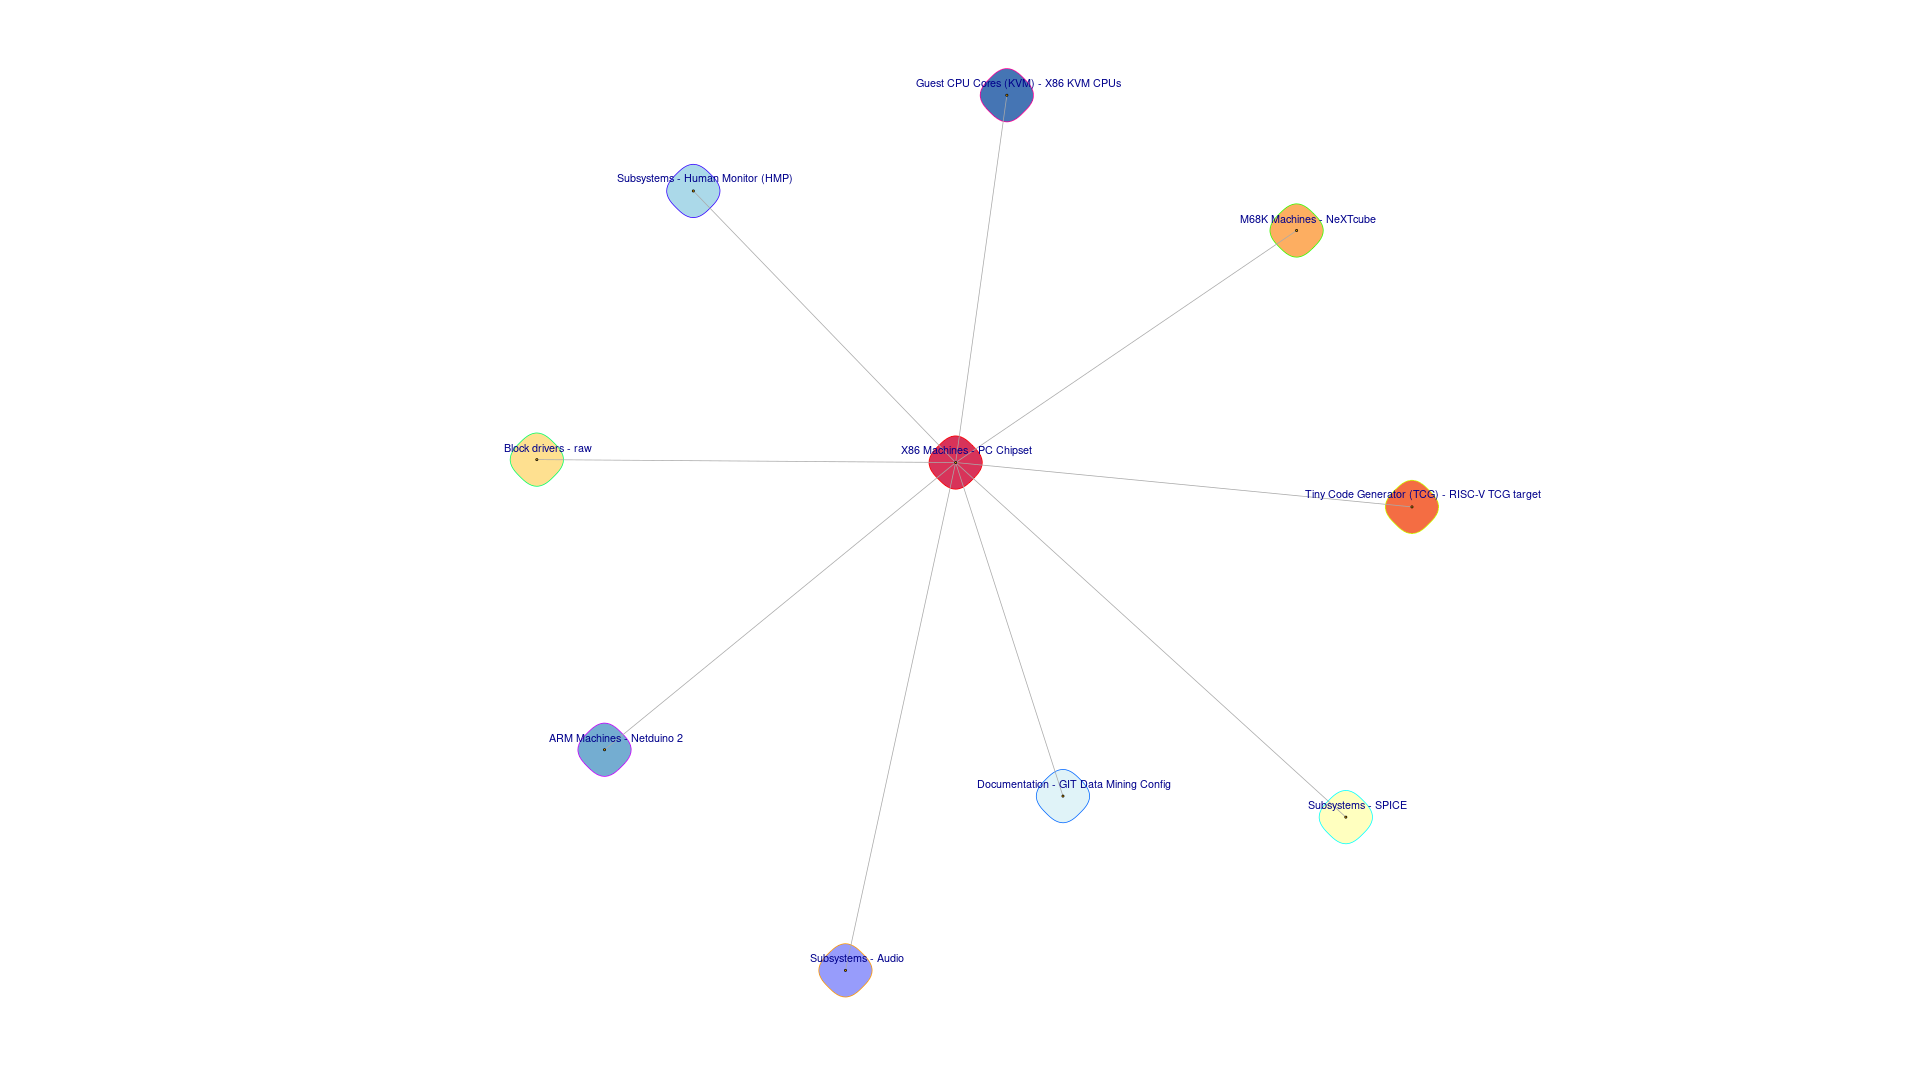 Guest CPU Cores (KVM) - X86 KVM CPUs
Subsystems - Human Monitor (HMP)
M68K Machines - NeXTcube
Block drivers - raw
X86 Machines - PC Chipset
Tiny Code Generator (TCG) - RISC-V TCG target
ARM Machines - Netduino 2
Documentation - GIT Data Mining Config
Subsystems - SPICE
Subsystems - Audio